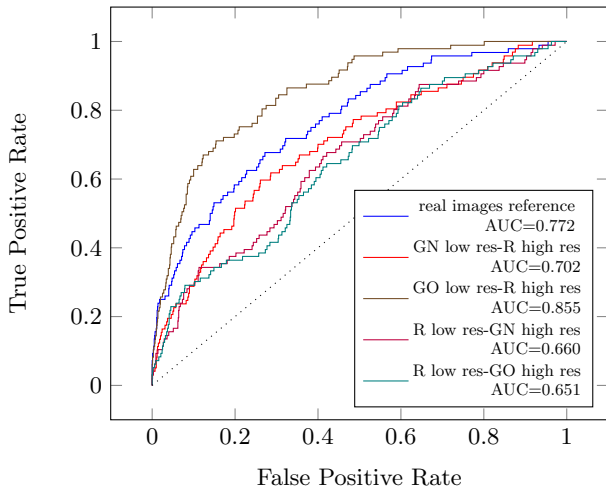 1
0.8
0.6
0.4
0.2
0
True Positive Rate
real images reference
AUC=0.772
GN low res-R high res
AUC=0.702
GO low res-R high res
AUC=0.855
R low res-GN high res
AUC=0.660
R low res-GO high res
AUC=0.651
0 0.2 0.4 0.6 0.8 1
False Positive Rate